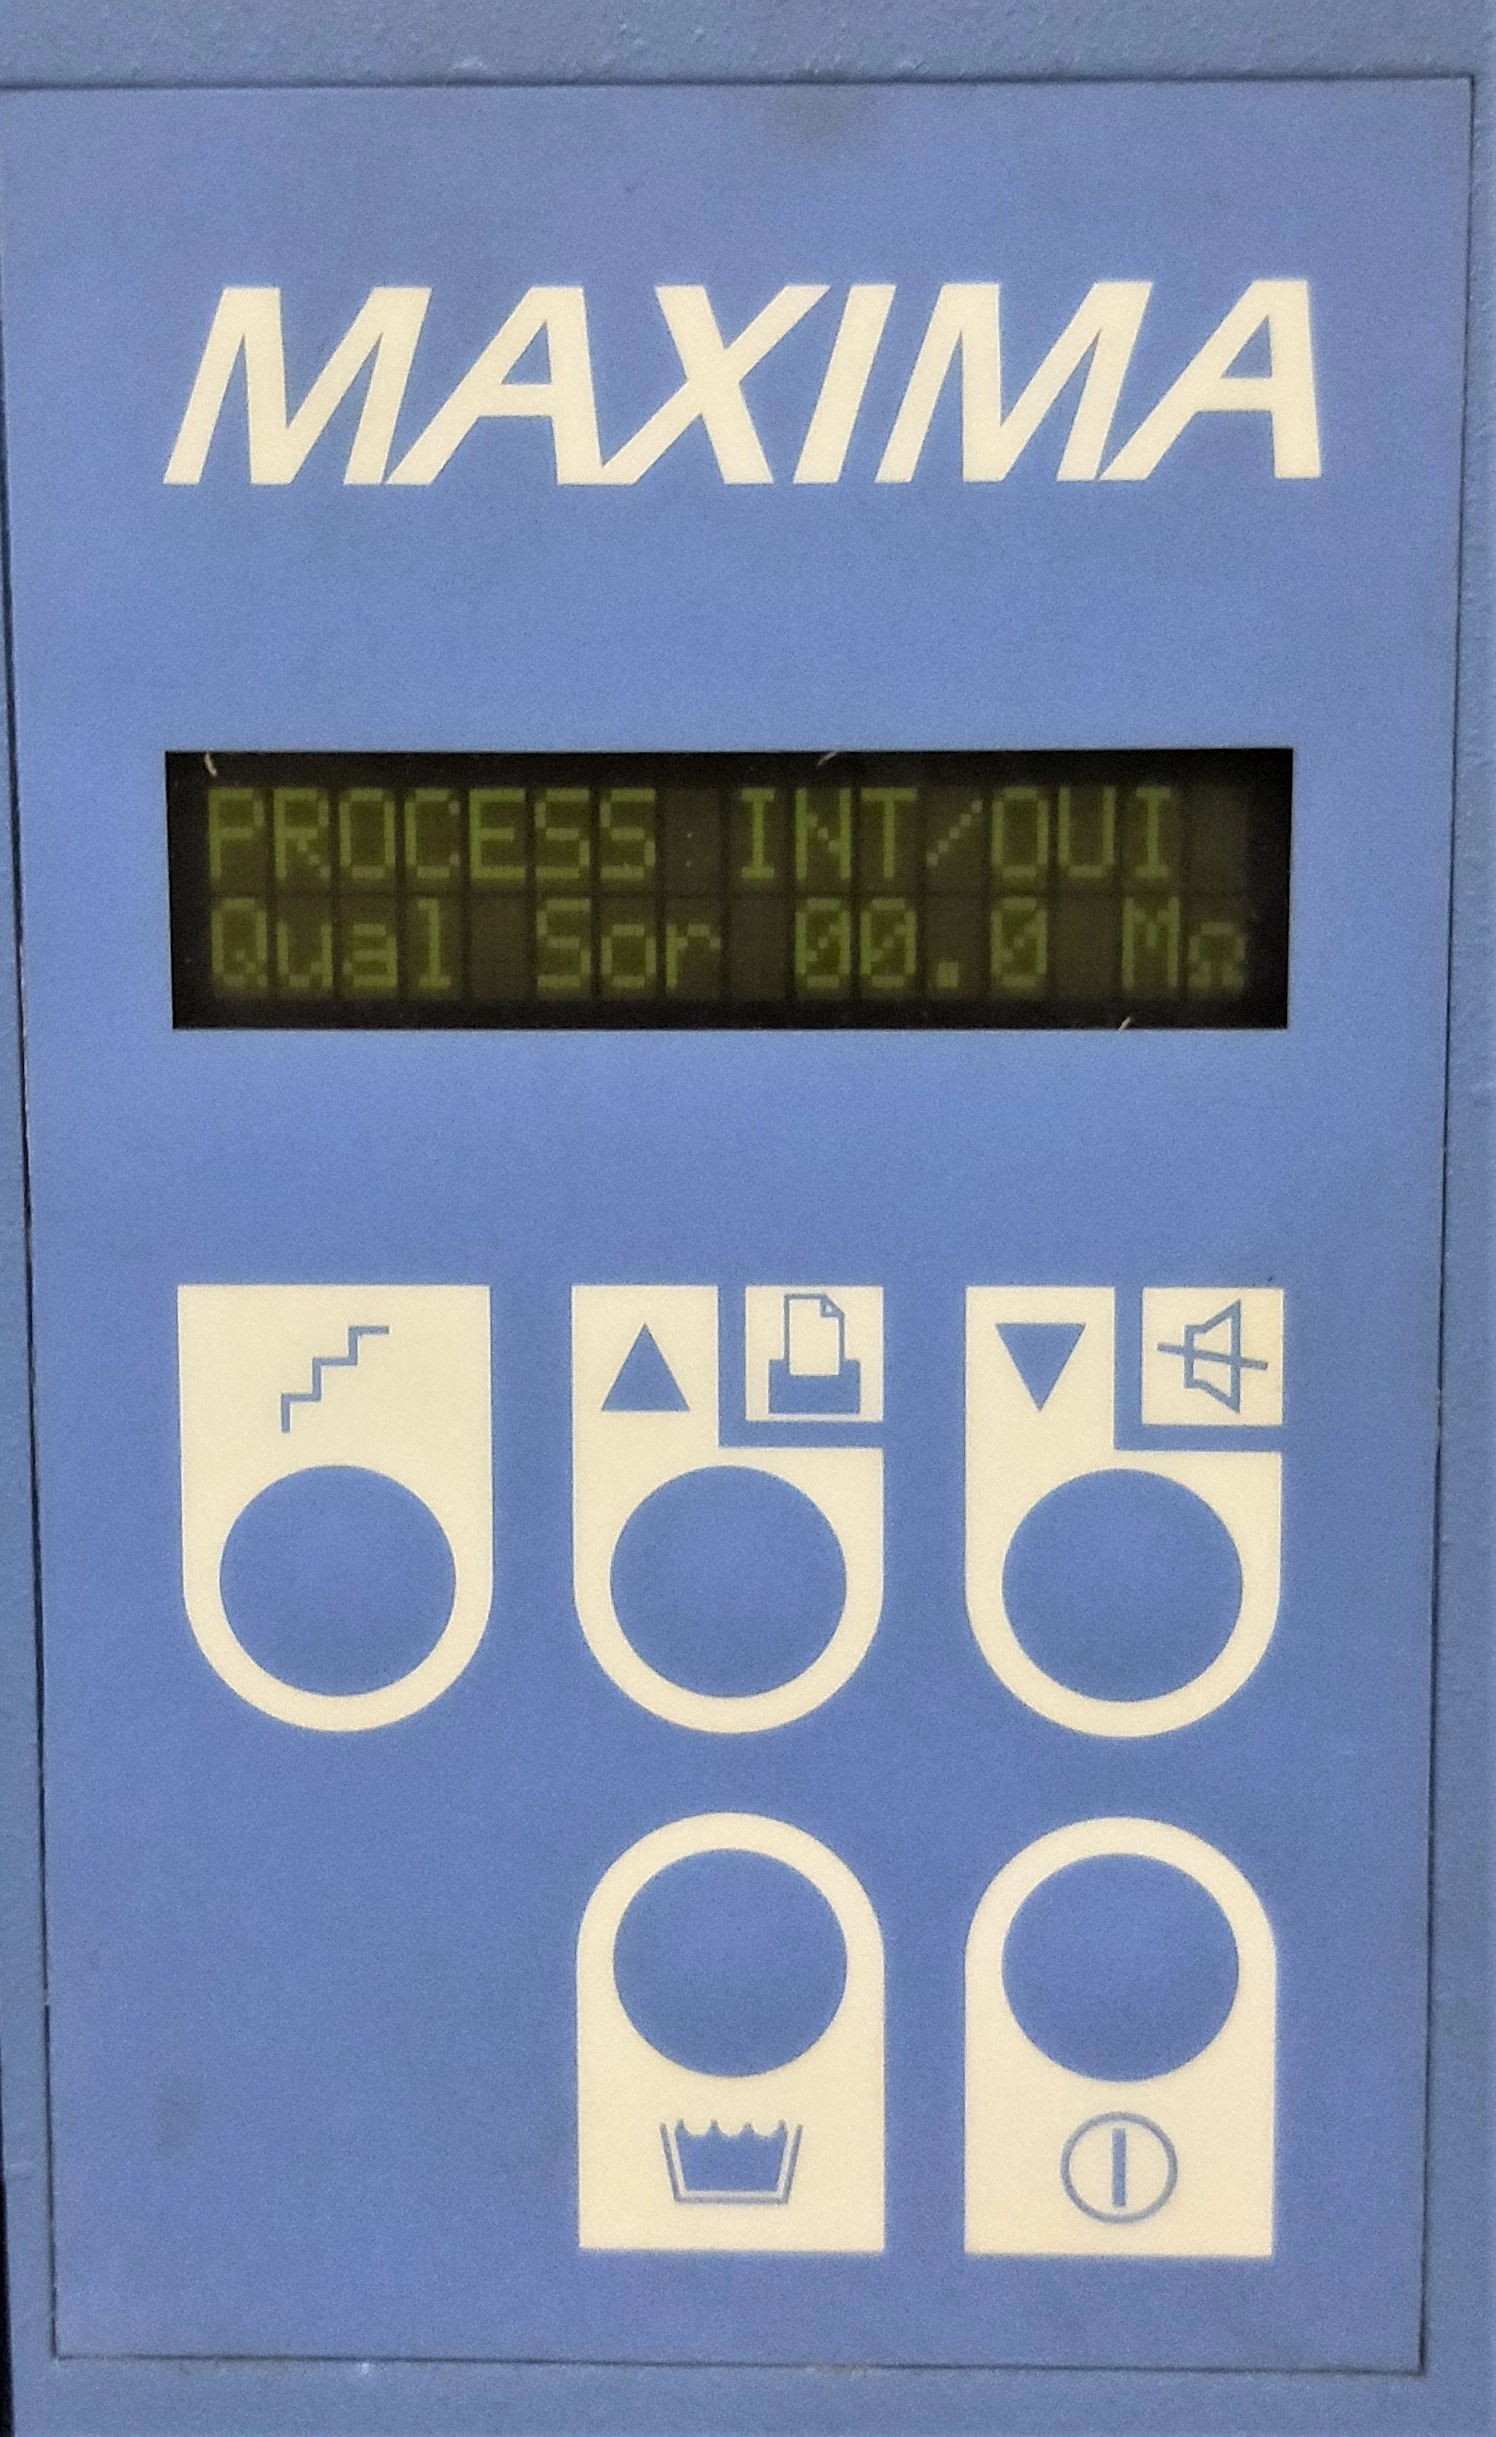 MAXIMA
PROCESS INT/OUI
Qual Sor 00.0 MΩ